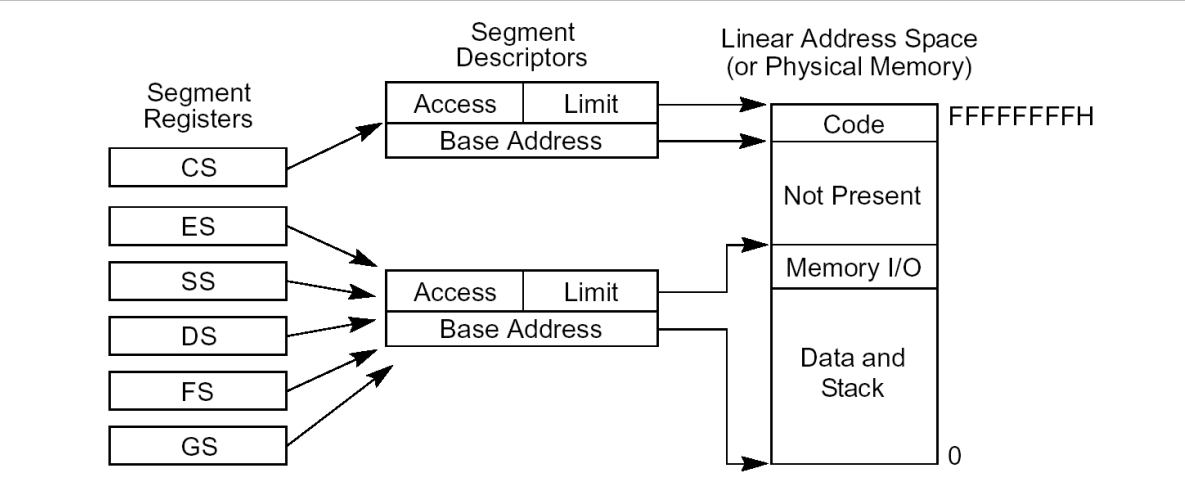 Segment
Registers
CS
ES
SS
DS
FS
GS
Segment
Descriptors
Access Limit
Base Address
Access Limit
Base Address
Linear Address Space
(or Physical Memory)
Code
FFFFFFFFH
Not Present
Memory I/O
Data and
Stack
0